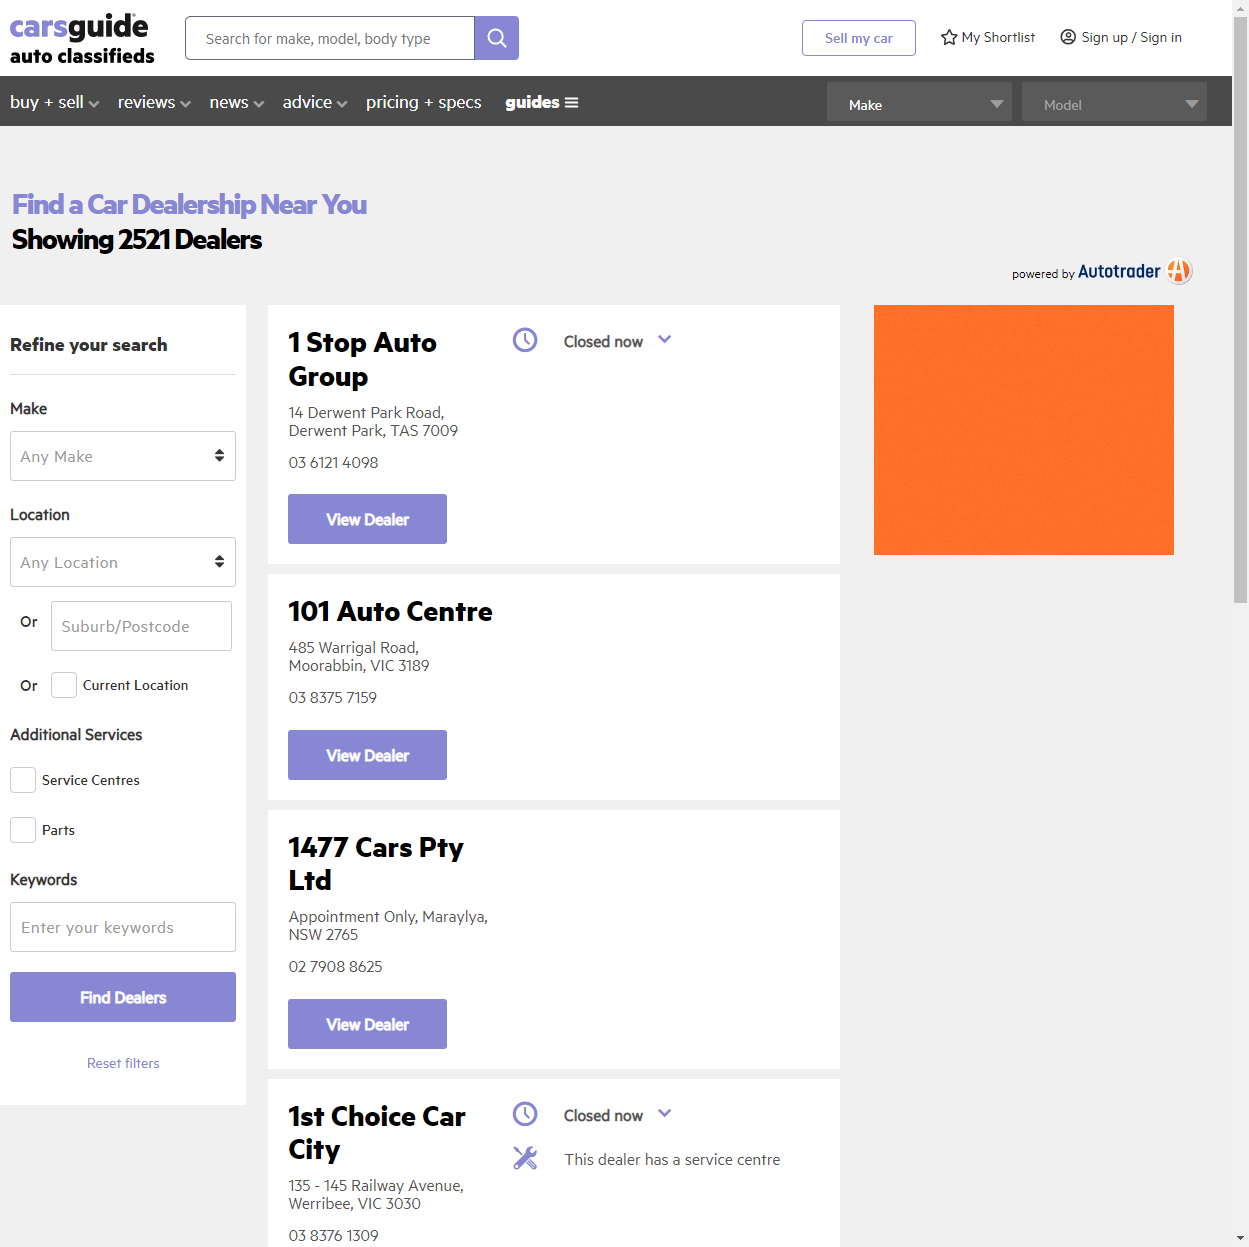 carsguide
auto classifieds
Search for make, model, body type
Sell my car
My Shortlist
Sign up / Sign in
buy + sell
reviews
news
advice
pricing + specs
guides
Make
Model
Find a Car Dealership Near You
Showing 2521 Dealers
powered by Autotrader
Refine your search
Make
Any Make
Location
Any Location
Or
Suburb/Postcode
Or
Current Location
Additional Services
Service Centres
Parts
Keywords
Enter your keywords
Find Dealers
Reset filters
1 Stop Auto
Group
14 Derwent Park Road,
Derwent Park, TAS 7009
03 6121 4098
View Dealer
Closed now
101 Auto Centre
485 Warrigal Road,
Moorabbin, VIC 3189
03 8375 7159
View Dealer
1477 Cars Pty
Ltd
Appointment Only, Maraylya,
NSW 2765
02 7908 8625
View Dealer
1st Choice Car
City
135 - 145 Railway Avenue,
Werribee, VIC 3030
03 8376 1309
Closed now
This dealer has a service centre